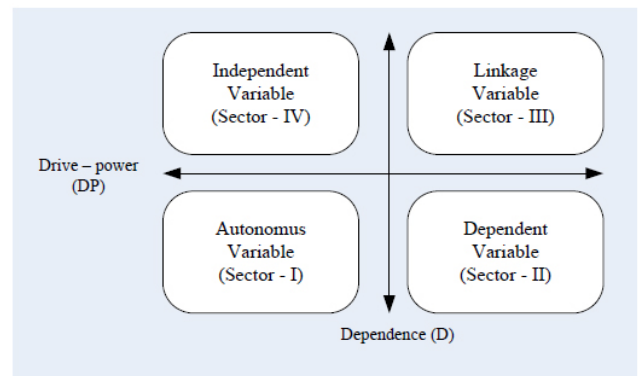 Independent
Variable
(Sector - IV)
Linkage
Variable
(Sector - III)
Drive – power
(DP)
Autonomus
Variable
(Sector - I)
Dependent
Variable
(Sector - II)
Dependence (D)